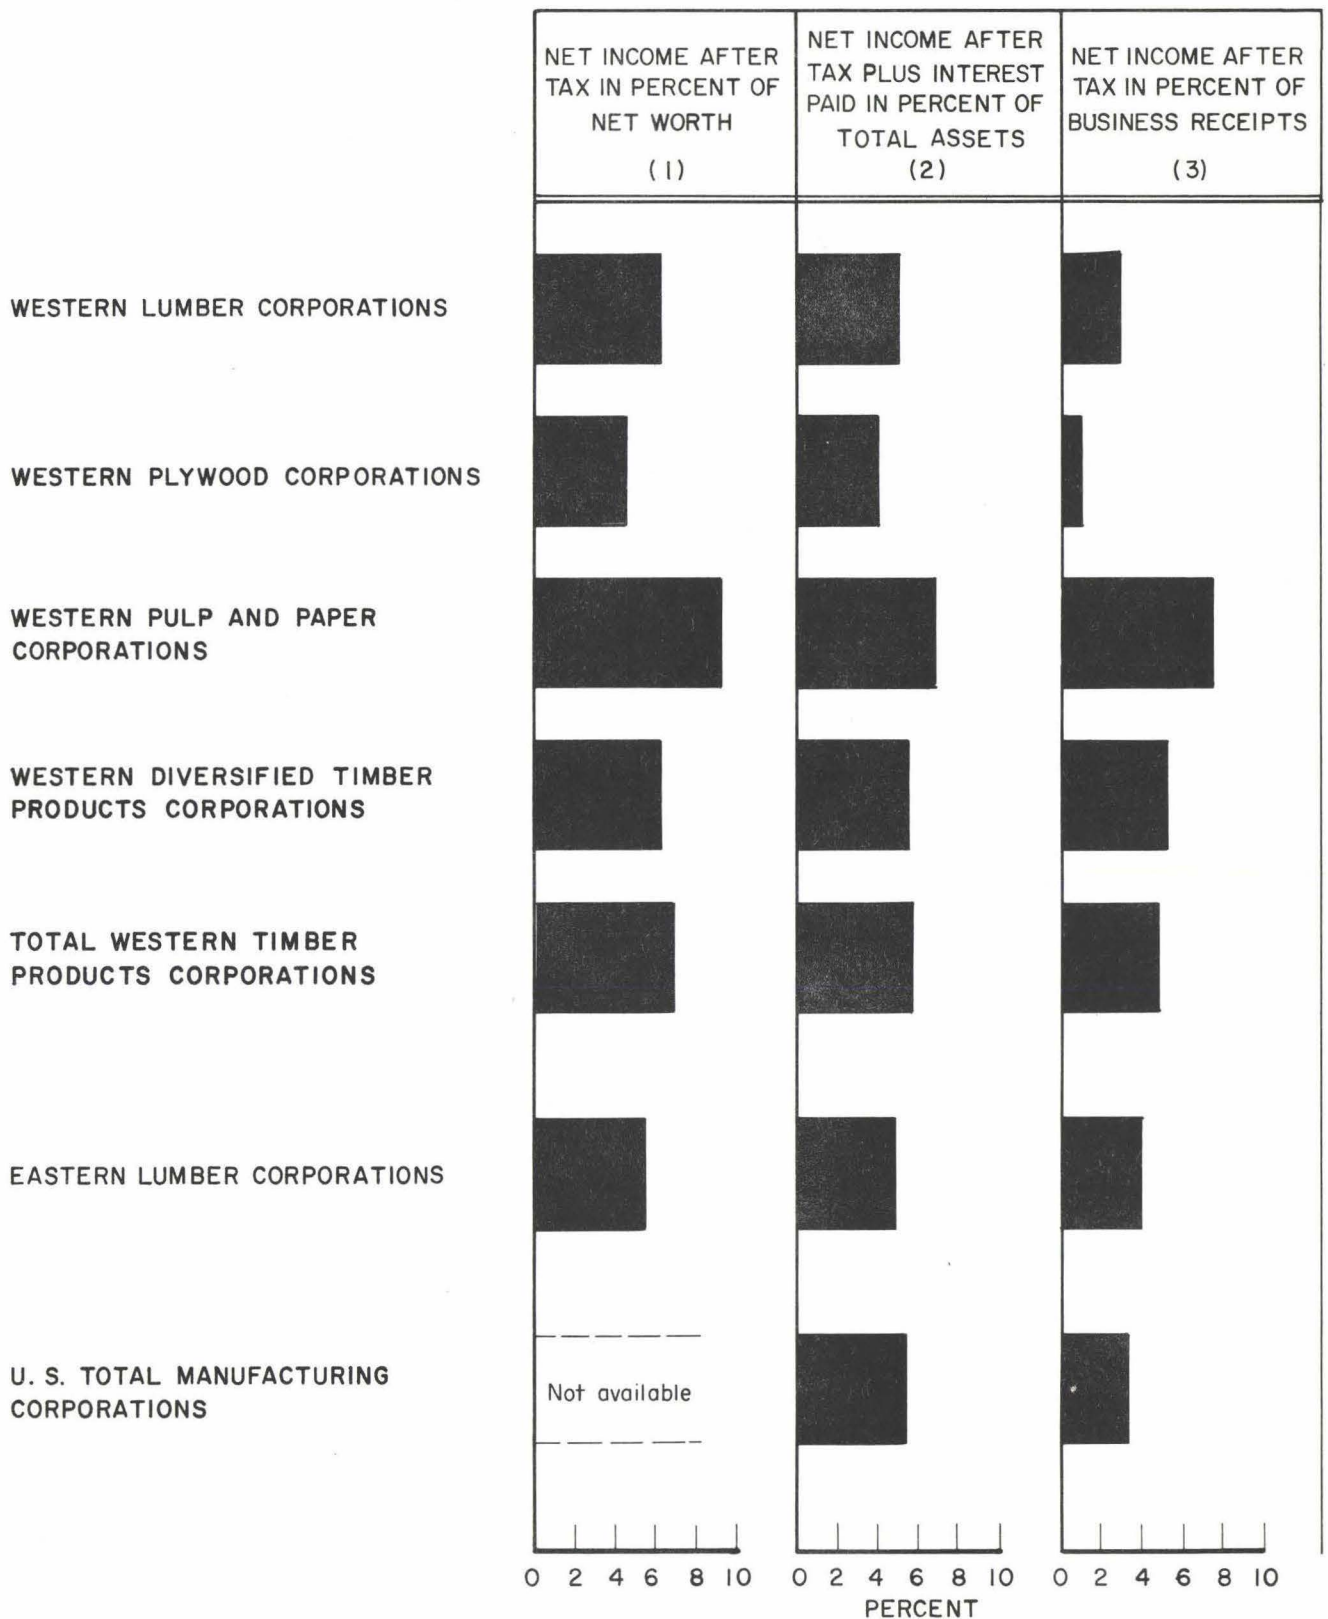 NET INCOME AFTER
TAX IN PERCENT OF
NET WORTH
(1)
NET INCOME AFTER
TAX PLUS INTEREST
PAID IN PERCENT OF
TOTAL ASSETS
(2)
NET INCOME AFTER
TAX IN PERCENT OF
BUSINESS RECEIPTS
(3)
WESTERN LUMBER CORPORATIONS
WESTERN PLYWOOD CORPORATIONS
WESTERN PULP AND PAPER
CORPORATIONS
WESTERN DIVERSIFIED TIMBER
PRODUCTS CORPORATIONS
TOTAL WESTERN TIMBER
PRODUCTS CORPORATIONS
EASTERN LUMBER CORPORATIONS
U. S. TOTAL MANUFACTURING
CORPORATIONS
Not available
0 2 4 6 8 10 0 2 4 6 8 10 0 2 4 6 8 10
PERCENT